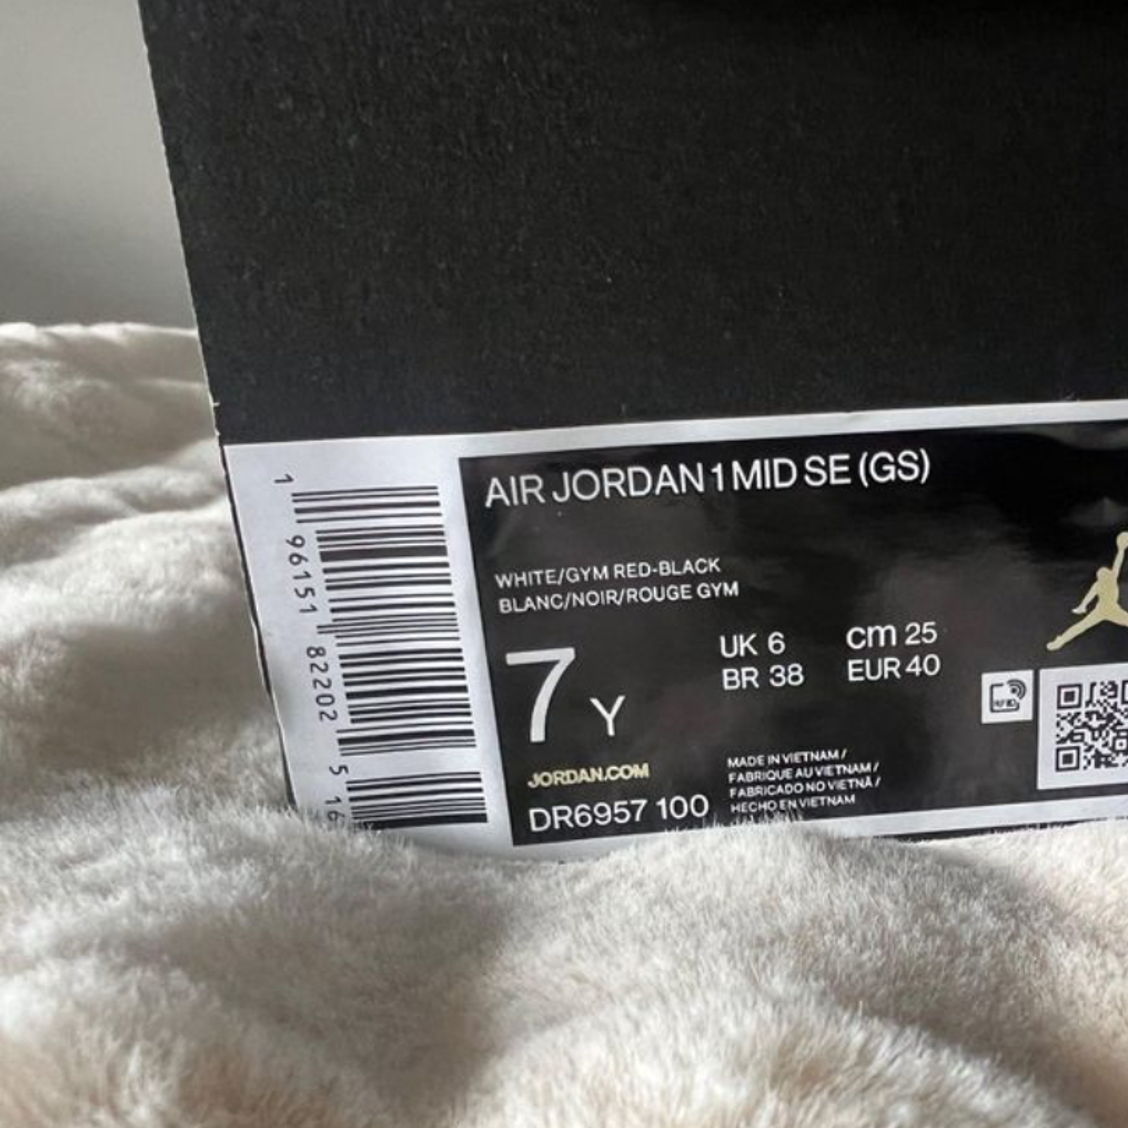 AIR JORDAN 1 MID SE (GS)
WHITE/GYM RED-BLACK
BLANC/NOIR/ROUGE GYM
7 Y
UK 6 cm 25
BR 38 EUR 40
RFID
JORDAN.COM
DR6957 100
MADE IN VIETNAM /
FABRIQUE AU VIETNAM /
FABRICADO NO VIETNÃ /
HECHO EN VIETNAM
1 96151 82202 5 16